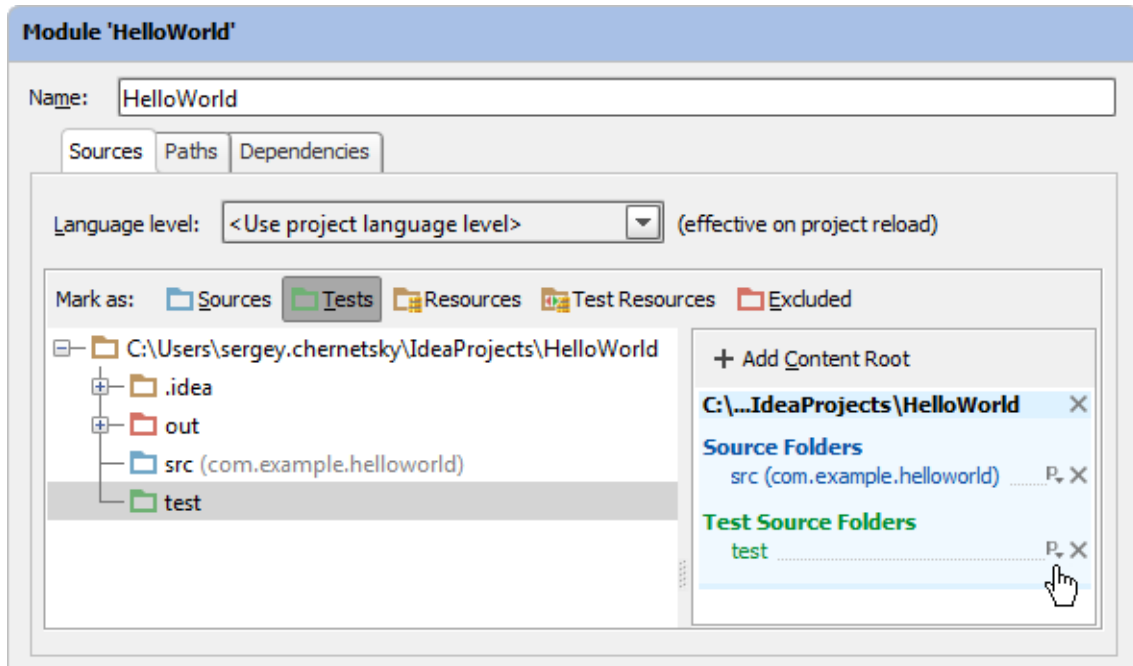 Module 'HelloWorld'
Name: HelloWorld
Sources Paths Dependencies
Language level: <Use project language level> (effective on project reload)
Mark as: Sources Tests Resources Test Resources Excluded
C:\Users\sergey.chernetsky\IdeaProjects\HelloWorld
.idea
out
src (com.example.helloworld)
test
+ Add Content Root
C:\...IdeaProjects\HelloWorld
Source Folders
src (com.example.helloworld) P
Test Source Folders
test P